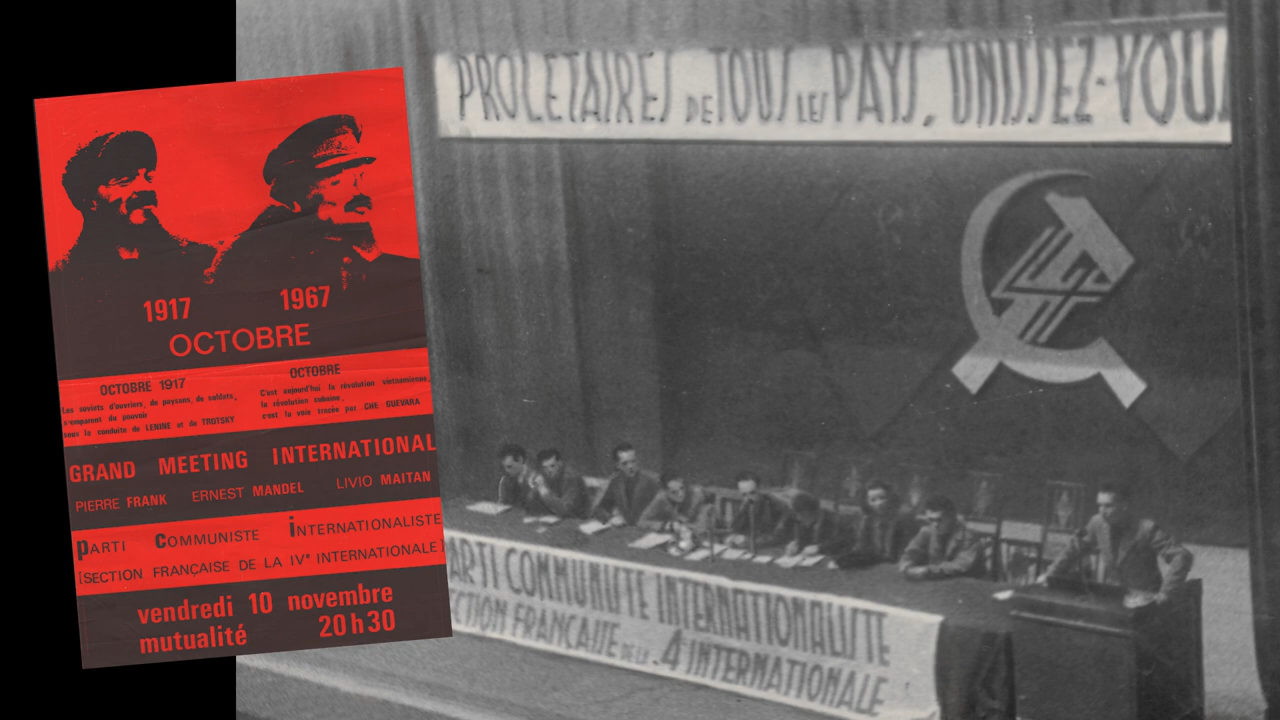 1917 1967
OCTOBRE
OCTOBRE 1917
Les soviets d'ouvriers, de paysans, de soldats,
s'emparent du pouvoir
sous la conduite de LENINE et de TROTSKY
OCTOBRE
C'est aujourd'hui la révolution vietnamienne,
la révolution cubaine,
c'est la voie tracée par CHE GUEVARA
GRAND MEETING INTERNATIONAL
PIERRE FRANK ERNEST MANDEL LIVIO MAITAN
PARTI COMMUNISTE INTERNATIONALISTE
[SECTION FRANÇAISE DE LA IVe INTERNATIONALE]
vendredi 10 novembre
mutualité 20h30
PROLETAIRES DE TOUS LES PAYS, UNISSEZ-VOUS
4
PARTI COMMUNISTE INTERNATIONALISTE
SECTION FRANÇAISE DE LA 4 INTERNATIONALE